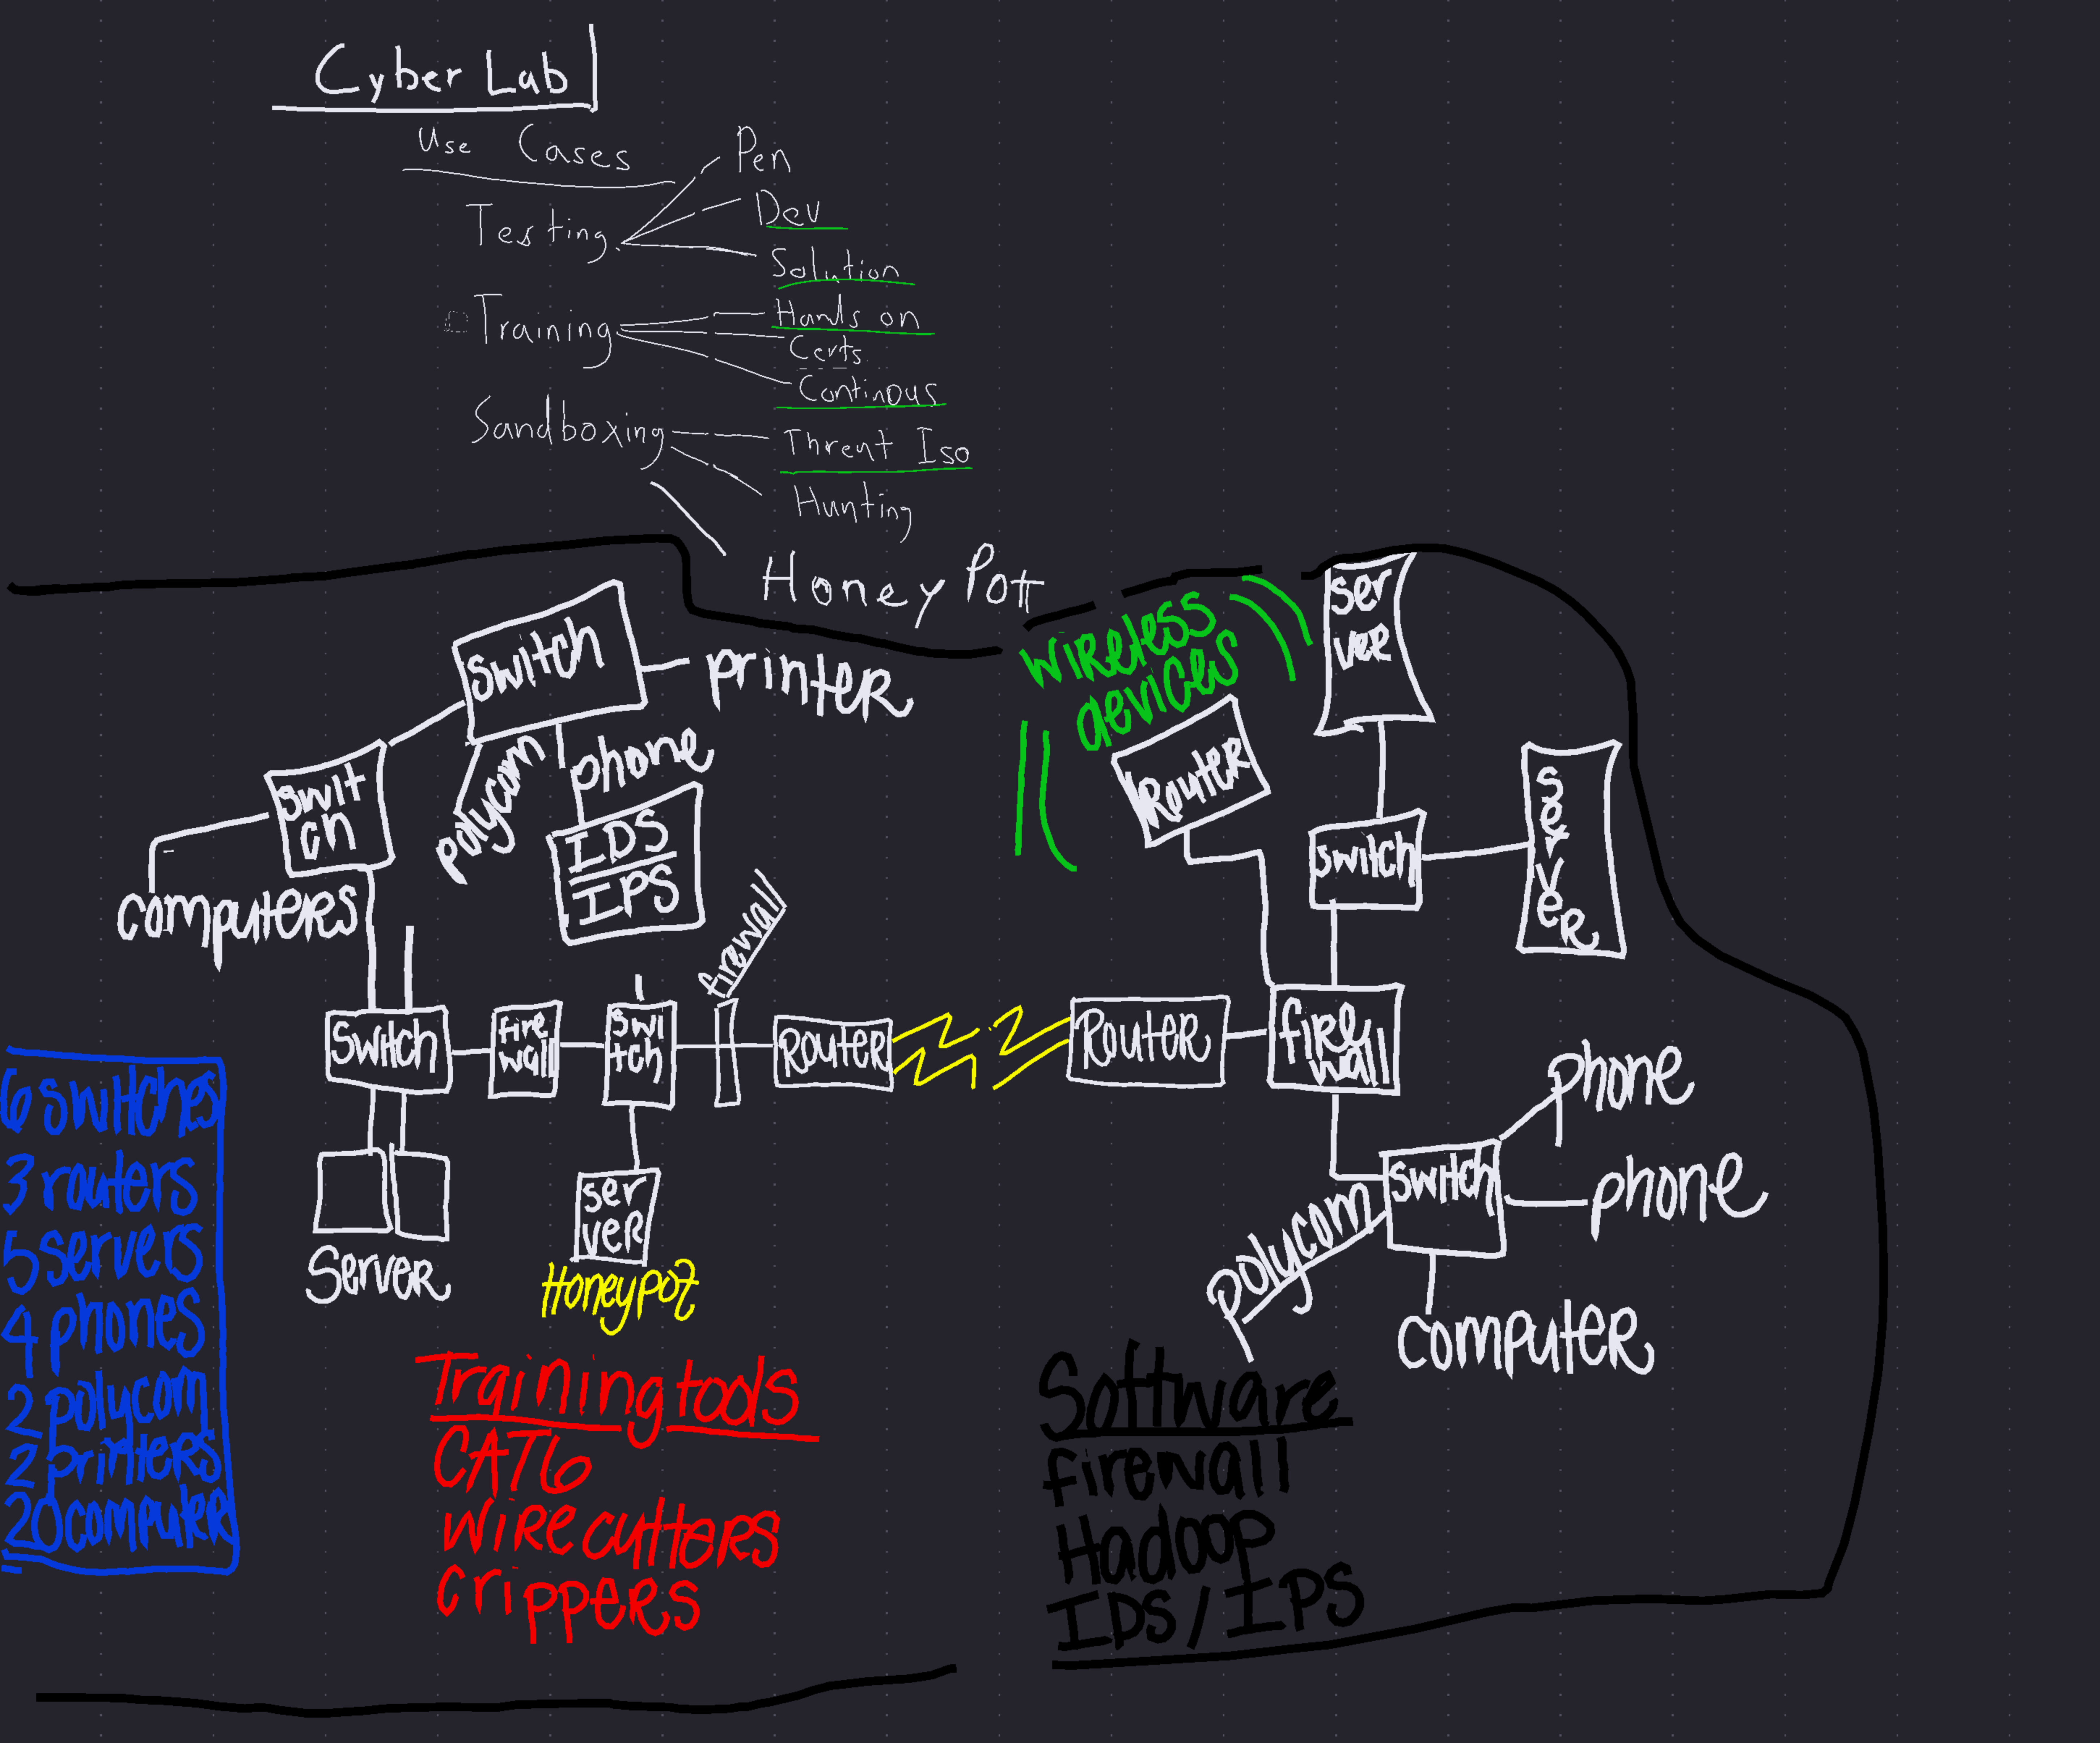 Cyber Lab
Use Cases
Testing
Pen
Dev
Solution
Training
Hands on
Certs
Continous
Sandboxing
Threat Iso
Hunting
Honey Pott
switch
printer
polycom
phone
IDS
IPS
swit
ch
computers
switch
fire
wall
swi
tch
firewall
Router
server
ser
ver
Honeypot
wireless
devices
Router
ser
ver
switch
server
Router
fire
wall
switch
phone
phone
polycom
computer
6 switches
3 routers
5 servers
4 phones
2 polycom
2 printers
20 computer
Training tools
CAT6
wire cutters
crippers
Software
firewall
Hadoop
IDS/IPS